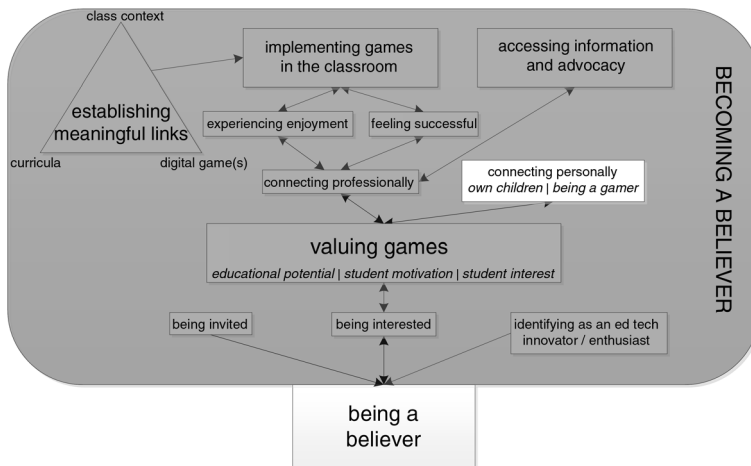 class context
establishing
meaningful links
curricula
digital game(s)
implementing games
in the classroom
accessing information
and advocacy
experiencing enjoyment
feeling successful
connecting professionally
connecting personally
own children | being a gamer
valuing games
educational potential | student motivation | student interest
being invited
being interested
identifying as an ed tech
innovator / enthusiast
being a
believer
BECOMING A BELIEVER